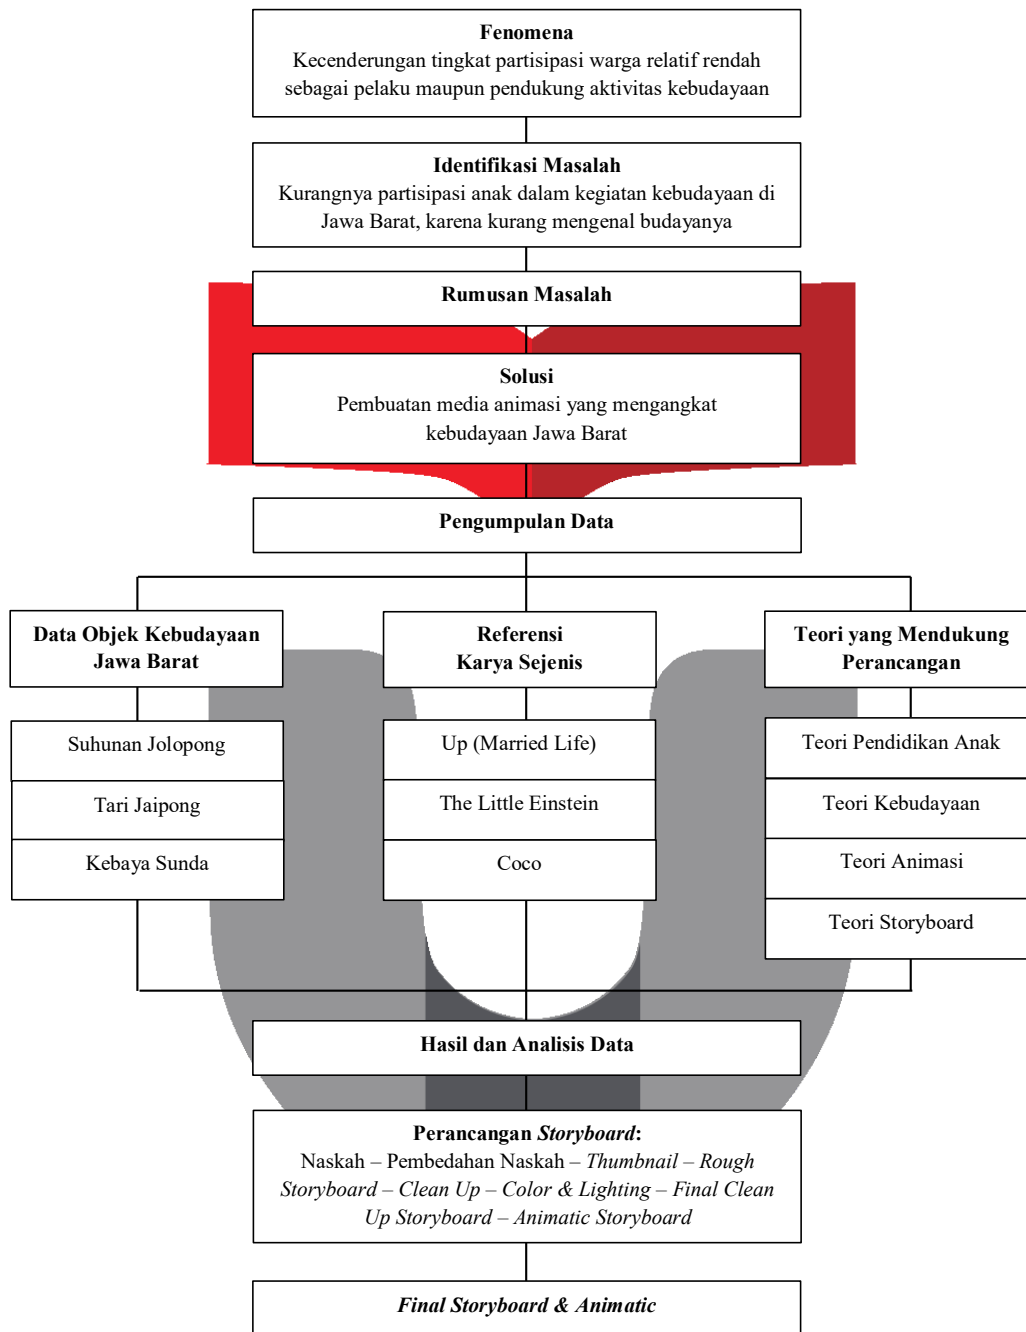 Fenomena
Kecenderungan tingkat partisipasi warga relatif rendah
sebagai pelaku maupun pendukung aktivitas kebudayaan
Identifikasi Masalah
Kurangnya partisipasi anak dalam kegiatan kebudayaan di
Jawa Barat, karena kurang mengenal budayanya
Rumusan Masalah
Solusi
Pembuatan media animasi yang mengangkat
kebudayaan Jawa Barat
Pengumpulan Data
Data Objek Kebudayaan
Jawa Barat
Suhunan Jolopong
Tari Jaipong
Kebaya Sunda
Referensi
Karya Sejenis
Up (Married Life)
The Little Einstein
Coco
Teori yang Mendukung
Perancangan
Teori Pendidikan Anak
Teori Kebudayaan
Teori Animasi
Teori Storyboard
Hasil dan Analisis Data
Perancangan Storyboard:
Naskah – Pembedahan Naskah – Thumbnail – Rough
Storyboard – Clean Up – Color & Lighting – Final Clean
Up Storyboard – Animatic Storyboard
Final Storyboard & Animatic